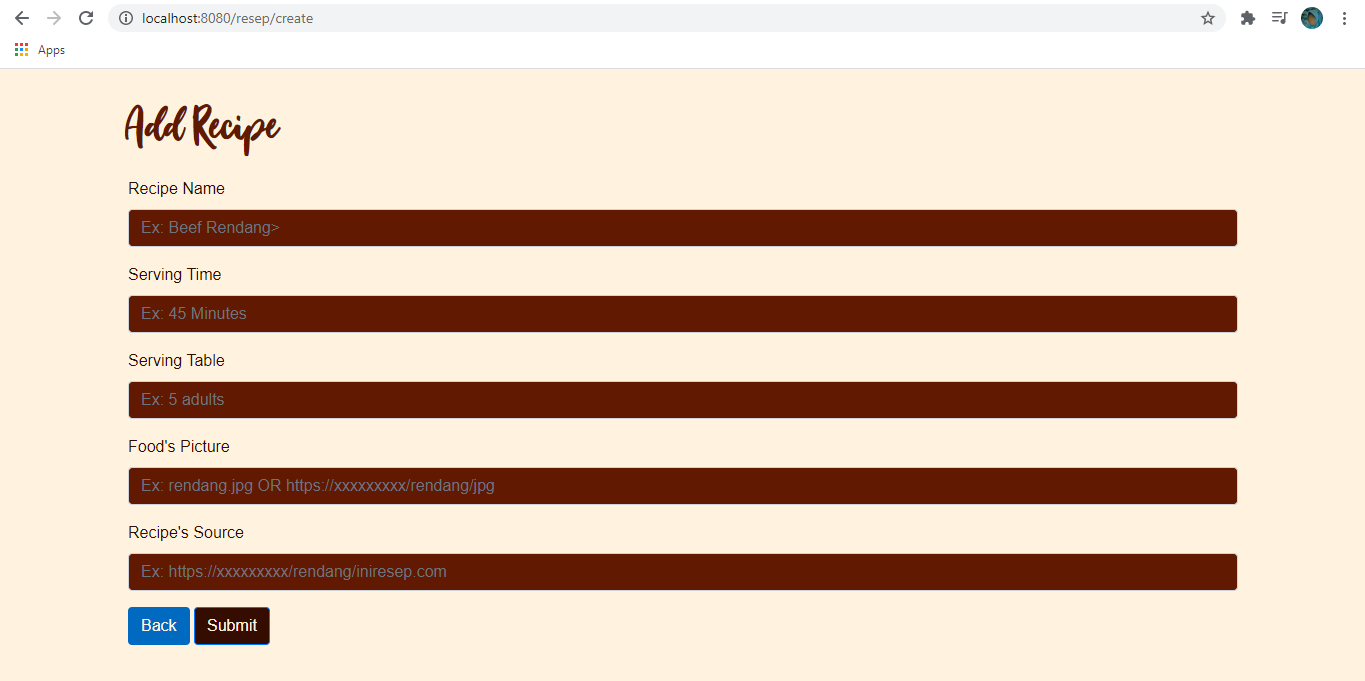 localhost:8080/resep/create
Apps
Add Recipe
Recipe Name
Ex: Beef Rendang>
Serving Time
Ex: 45 Minutes
Serving Table
Ex: 5 adults
Food's Picture
Ex: rendang.jpg OR https://xxxxxxxxx/rendang/jpg
Recipe's Source
Ex: https://xxxxxxxxx/rendang/iniresep.com
Back Submit